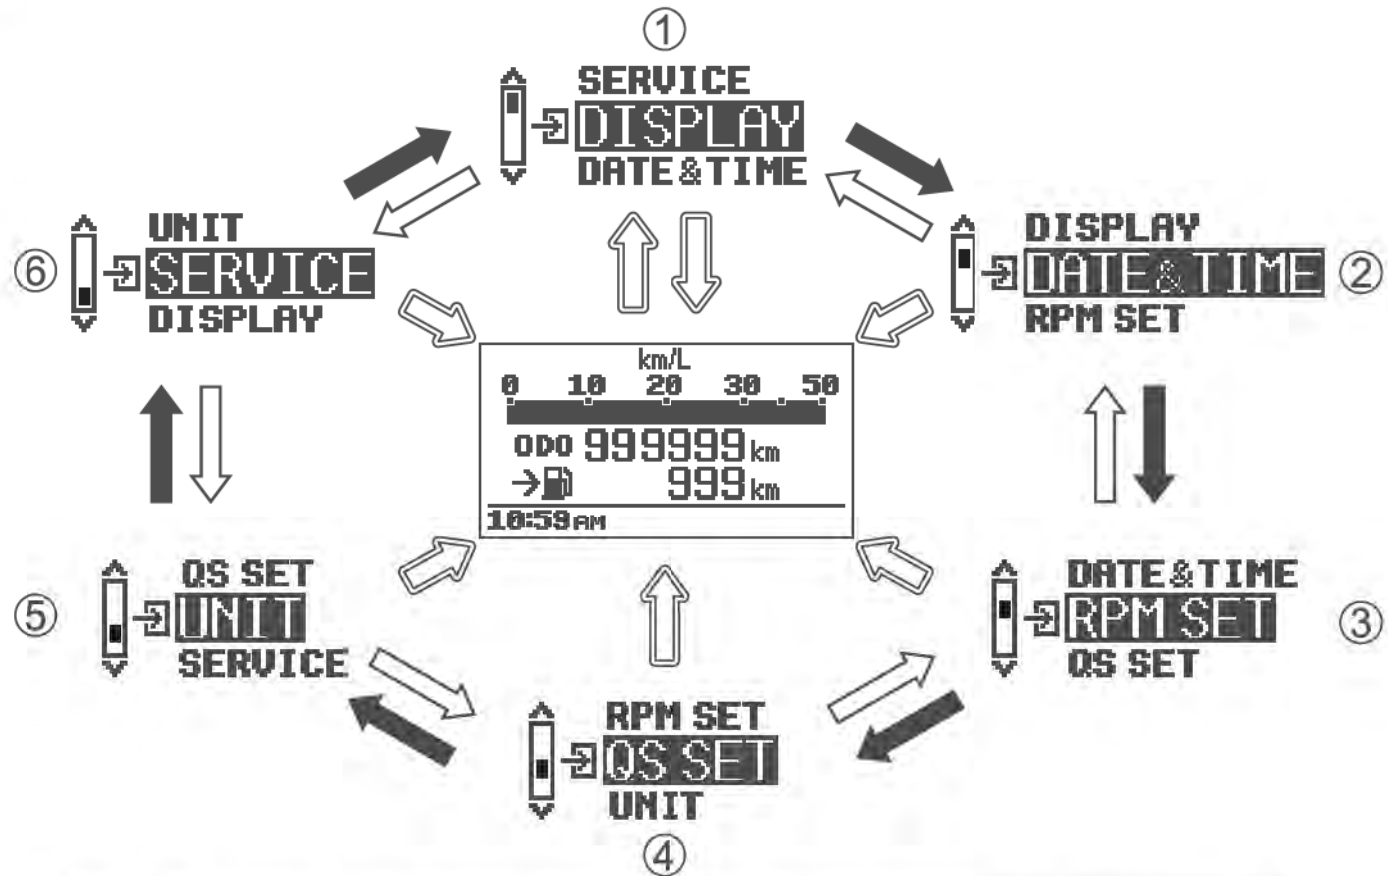 ①
SERVICE
DISPLAY
DATE&TIME
UNIT
SERVICE
DISPLAY
⑥
DISPLAY
DATE&TIME
RPM SET
②
km/L
0 10 20 30 50
ODO 999999 km
999 km
10:59 AM
QS SET
UNIT
SERVICE
⑤
DATE&TIME
RPM SET
QS SET
③
RPM SET
QS SET
UNIT
④